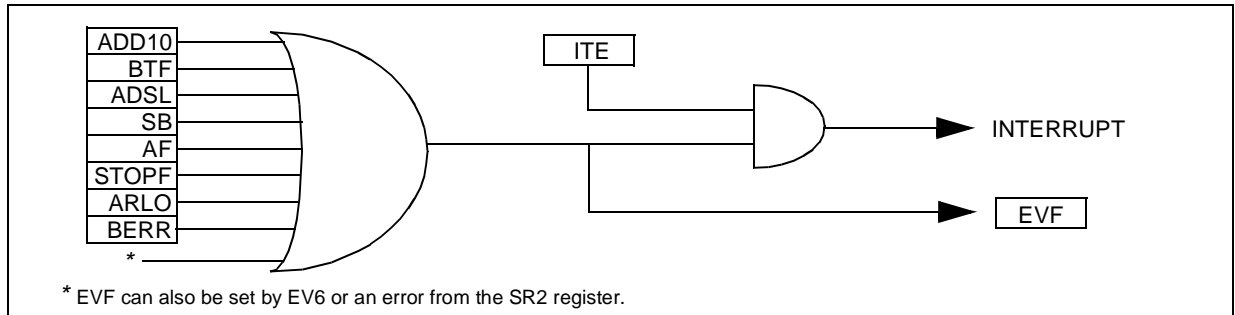 ADD10
BTF
ADSL
SB
AF
STOPF
ARLO
BERR
*
ITE
INTERRUPT
EVF
* EVF can also be set by EV6 or an error from the SR2 register.